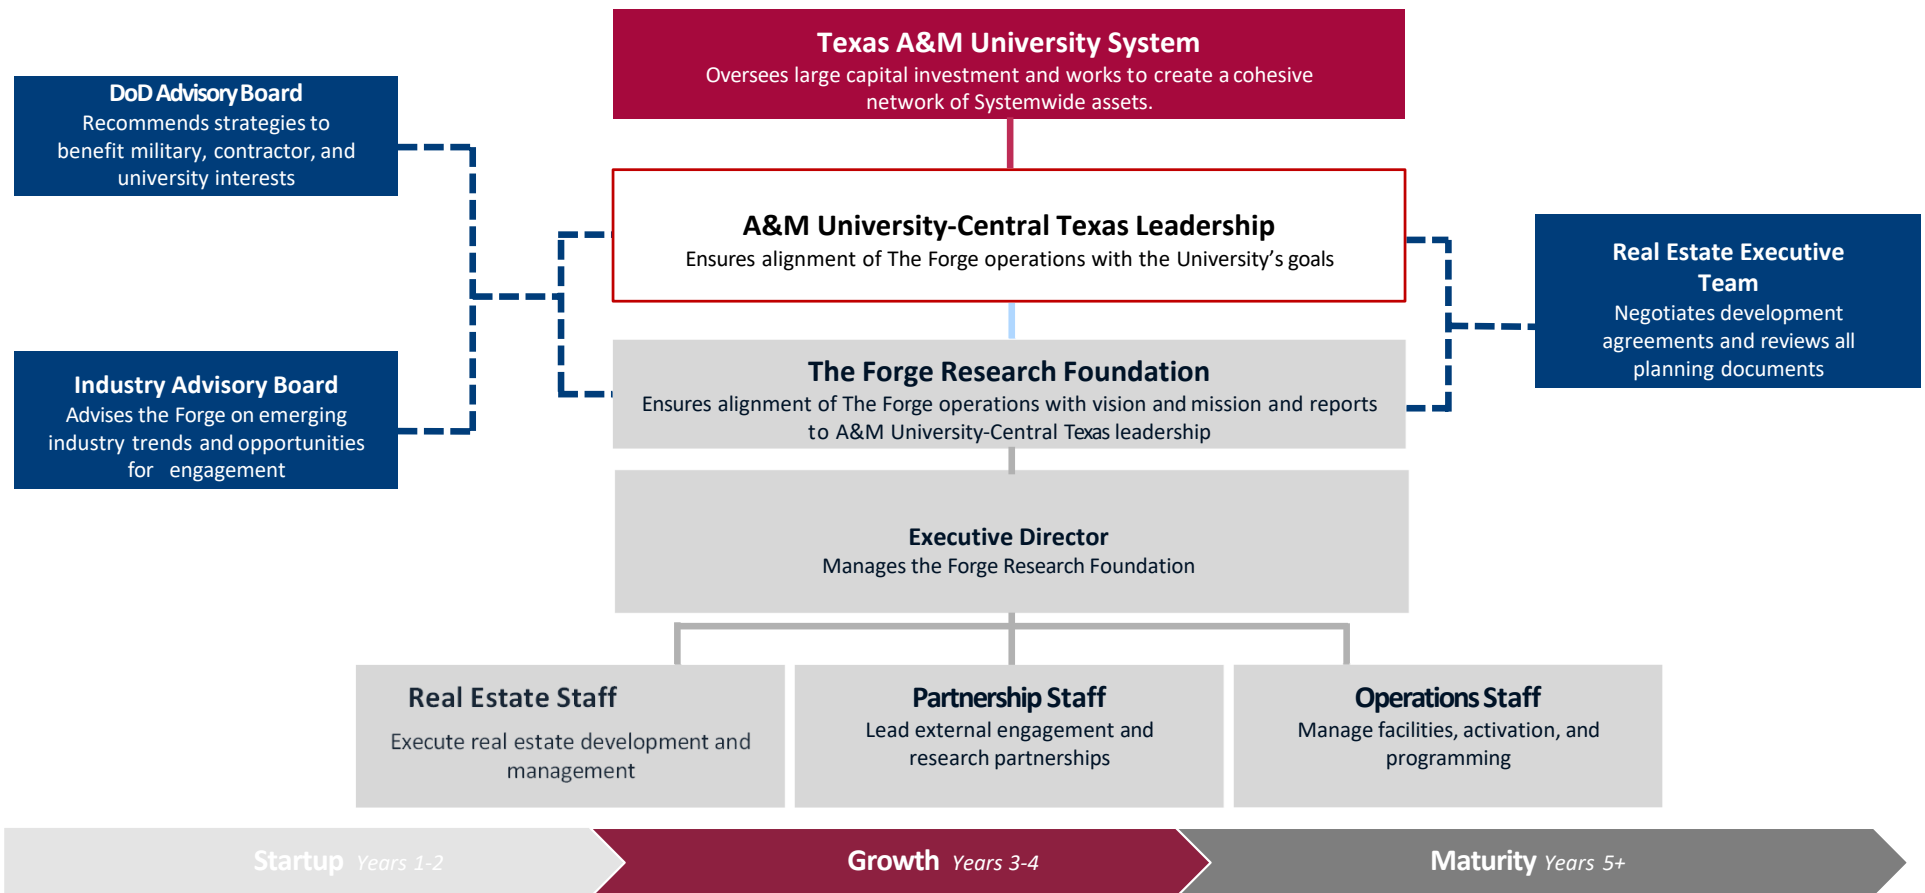 Texas A&M University System
Oversees large capital investment and works to create a cohesive
network of Systemwide assets.
DoD Advisory Board
Recommends strategies to
benefit military, contractor, and
university interests
A&M University-Central Texas Leadership
Ensures alignment of The Forge operations with the University’s goals
Real Estate Executive
Team
Negotiates development
agreements and reviews all
planning documents
Industry Advisory Board
Advises the Forge on emerging
industry trends and opportunities
for engagement
The Forge Research Foundation
Ensures alignment of The Forge operations with vision and mission and reports
to A&M University-Central Texas leadership
Executive Director
Manages the Forge Research Foundation
Real Estate Staff
Execute real estate development and
management
Partnership Staff
Lead external engagement and
research partnerships
Operations Staff
Manage facilities, activation, and
programming
Startup Years 1-2
Growth Years 3-4
Maturity Years 5+